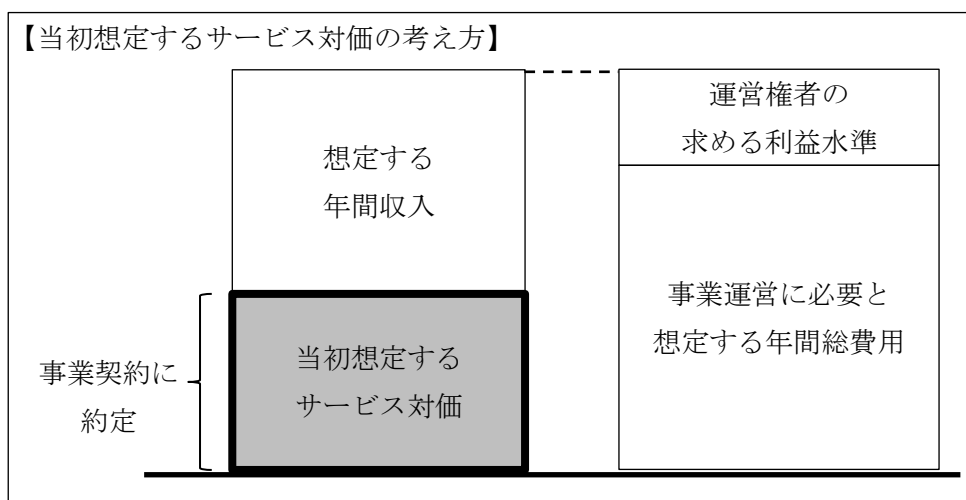 【当初想定するサービス対価の考え方】
運営権者の
求める利益水準
想定する
年間収入
事業運営に必要と
想定する年間総費用
当初想定する
サービス対価
事業契約に
約定